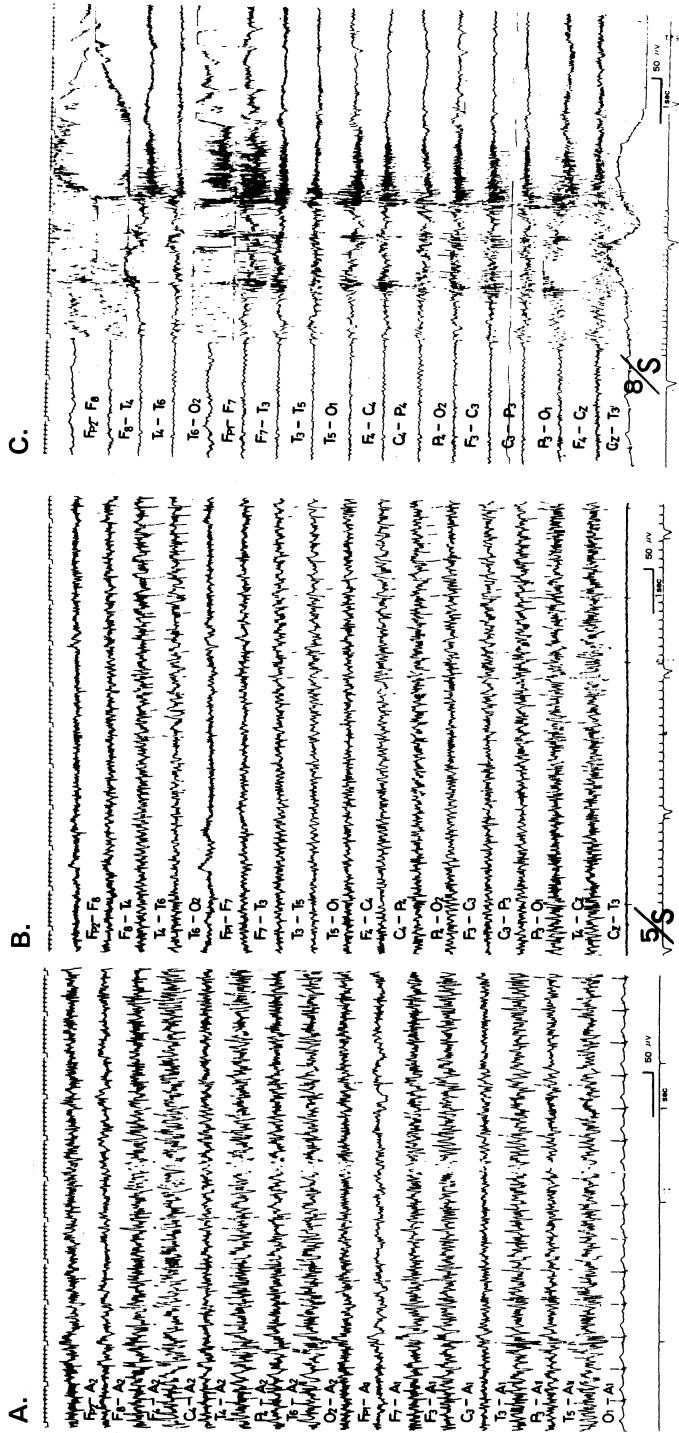 A.
Fp2 – A2
F8 – A2
F4 – A2
C4 – A2
T4 – A2
P4 – A2
T6 – A2
O2 – A2
Fp1 – A1
F7 – A1
F3 – A1
C3 – A1
T3 – A1
P3 – A1
T5 – A1
O1 – A1
50 μV
1 sec
B.
Fp2 – F8
F8 – T4
T4 – T6
T6 – O2
Fp1 – F7
F7 – T3
T3 – T5
T5 – O1
F4 – C4
C4 – P4
P4 – O2
F3 – C3
C3 – P3
P3 – O1
T4 – CZ
CZ – T3
5/S
50 μV
1 sec
C.
Fp2 – F8
F8 – T4
T4 – T6
T6 – O2
Fp1 – F7
F7 – T3
T3 – T5
T5 – O1
F4 – C4
C4 – P4
P4 – O2
F3 – C3
C3 – P3
P3 – O1
F4 – CZ
CZ – T3
8/S
50 μV
1 sec